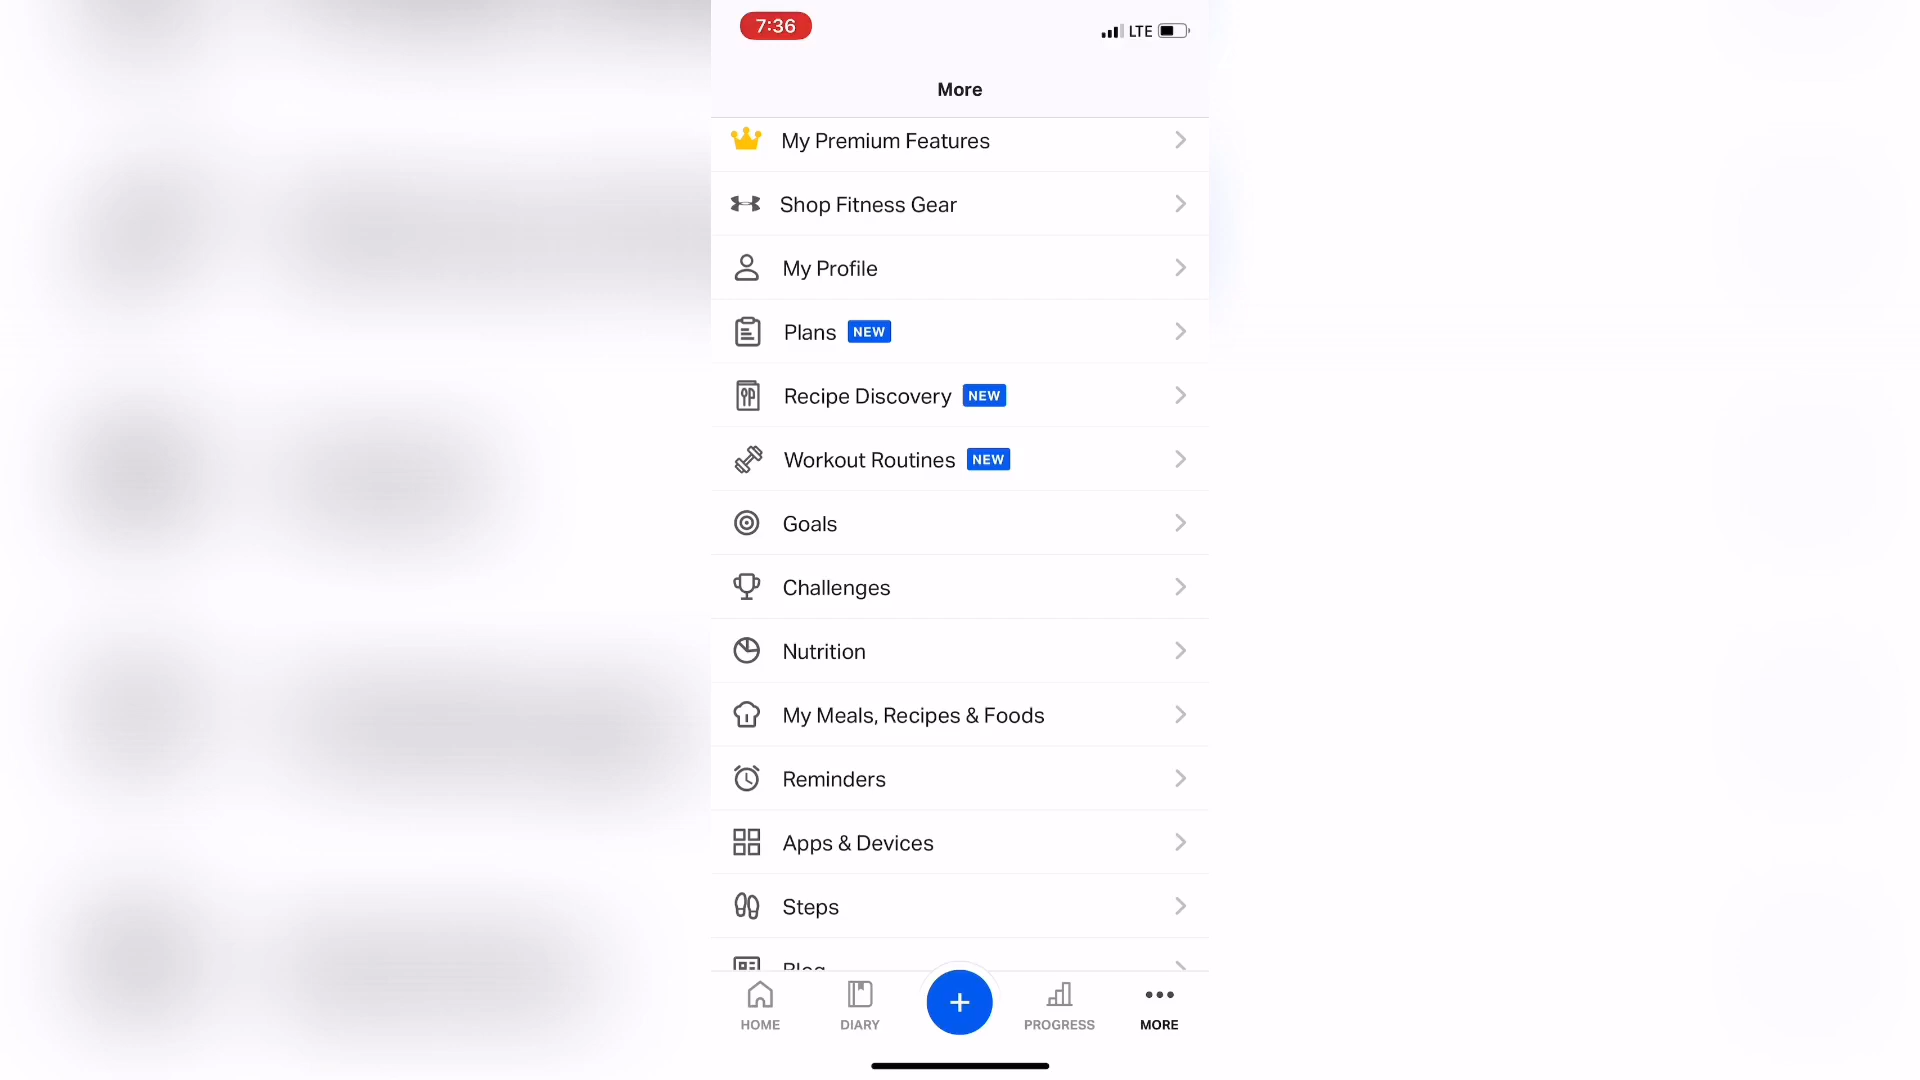 7:36
LTE
More
My Premium Features
Shop Fitness Gear
My Profile
Plans NEW
Recipe Discovery NEW
Workout Routines NEW
Goals
Challenges
Nutrition
My Meals, Recipes & Foods
Reminders
Apps & Devices
Steps
Blog
HOME
DIARY
PROGRESS
MORE